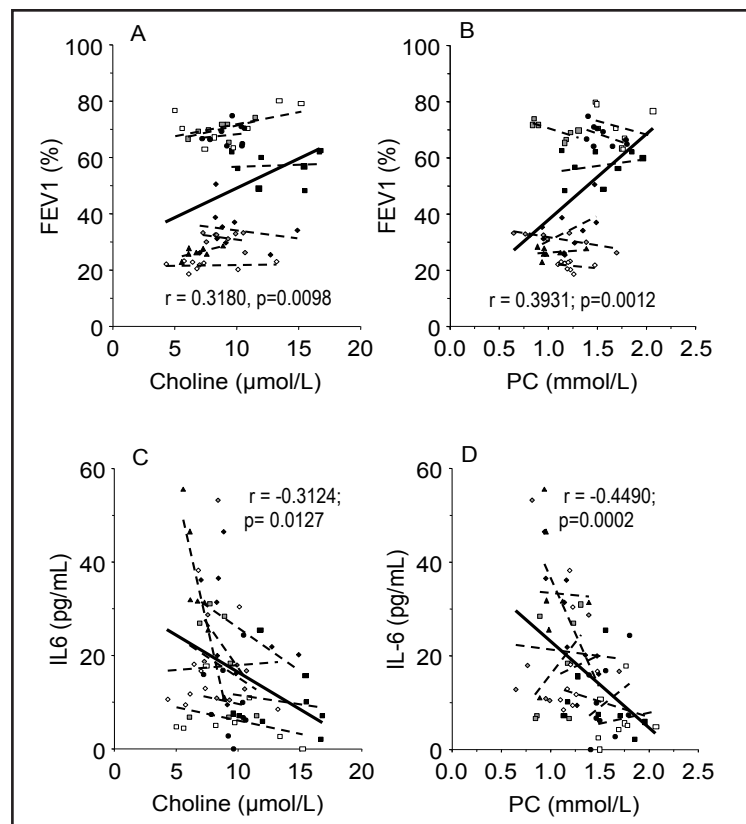 A
100
80
60
40
20
0
FEV1 (%)
r = 0.3180, p=0.0098
0 5 10 15 20
Choline (µmol/L)
B
100
80
60
40
20
0
FEV1 (%)
r = 0.3931; p=0.0012
0.0 0.5 1.0 1.5 2.0 2.5
PC (mmol/L)
C
60
40
20
0
IL6 (pg/mL)
r = -0.3124;
p= 0.0127
0 5 10 15 20
Choline (µmol/L)
D
60
40
20
0
IL-6 (pg/mL)
r = -0.4490;
p=0.0002
0.0 0.5 1.0 1.5 2.0 2.5
PC (mmol/L)